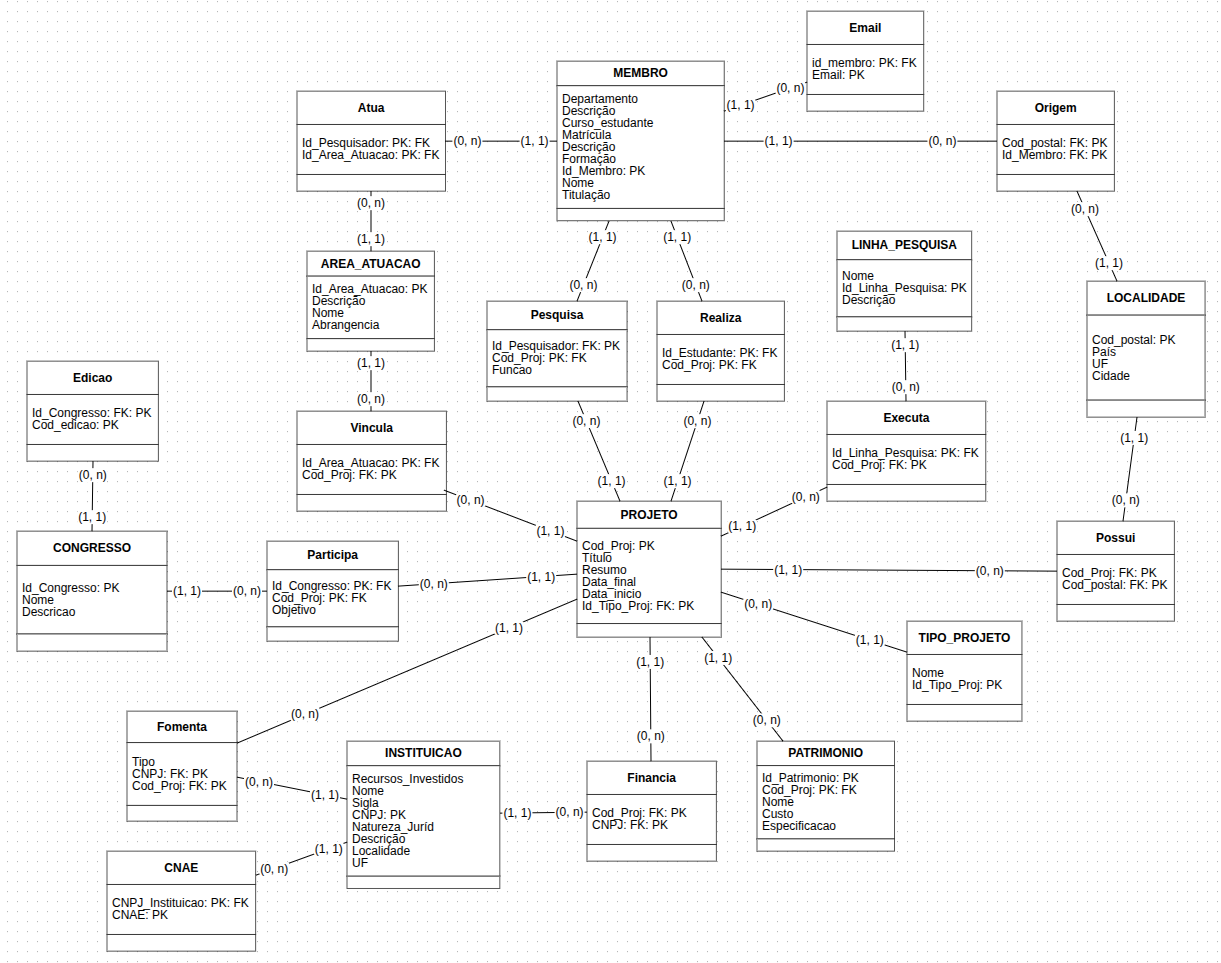 Email
id_membro: PK: FK
Email: PK
MEMBRO
Departamento
Descrição
Curso_estudante
Matrícula
Descrição
Formação
Id_Membro: PK
Nome
Titulação
(1, 1)
(0, n)
Atua
Id_Pesquisador: PK: FK
Id_Area_Atuacao: PK: FK
(0, n)
(1, 1)
(1, 1)
(0, n)
Origem
Cod_postal: FK: PK
Id_Membro: FK: PK
(0, n)
(1, 1)
(0, n)
(1, 1)
AREA_ATUACAO
Id_Area_Atuacao: PK
Descrição
Nome
Abrangencia
(1, 1)
(0, n)
(1, 1)
(0, n)
(1, 1)
(0, n)
Pesquisa
Id_Pesquisador: FK: PK
Cod_Proj: PK: FK
Funcao
Realiza
Id_Estudante: PK: FK
Cod_Proj: PK: FK
LINHA_PESQUISA
Nome
Id_Linha_Pesquisa: PK
Descrição
(1, 1)
(0, n)
LOCALIDADE
Cod_postal: PK
País
UF
Cidade
(1, 1)
(0, n)
Edicao
Id_Congresso: FK: PK
Cod_edicao: PK
(0, n)
(1, 1)
Vincula
Id_Area_Atuacao: PK: FK
Cod_Proj: FK: PK
(0, n)
(1, 1)
(0, n)
(1, 1)
(0, n)
(1, 1)
Executa
Id_Linha_Pesquisa: PK: FK
Cod_Proj: FK: PK
(0, n)
(1, 1)
PROJETO
Cod_Proj: PK
Título
Resumo
Data_final
Data_inicio
Id_Tipo_Proj: FK: PK
CONGRESSO
Id_Congresso: PK
Nome
Descricao
(1, 1)
(0, n)
Participa
Id_Congresso: PK: FK
Cod_Proj: PK: FK
Objetivo
(0, n)
(1, 1)
(1, 1)
(0, n)
Possui
Cod_Proj: FK: PK
Cod_postal: FK: PK
(0, n)
(1, 1)
TIPO_PROJETO
Nome
Id_Tipo_Proj: PK
(1, 1)
(0, n)
(1, 1)
(0, n)
(1, 1)
(0, n)
Fomenta
Tipo
CNPJ: FK: PK
Cod_Proj: FK: PK
(0, n)
(1, 1)
INSTITUICAO
Recursos_Investidos
Nome
Sigla
CNPJ: PK
Natureza_Juríd
Descrição
Localidade
UF
(1, 1)
(0, n)
Financia
Cod_Proj: FK: PK
CNPJ: FK: PK
PATRIMONIO
Id_Patrimonio: PK
Cod_Proj: PK: FK
Nome
Custo
Especificacao
(1, 1)
(0, n)
CNAE
CNPJ_Instituicao: PK: FK
CNAE: PK